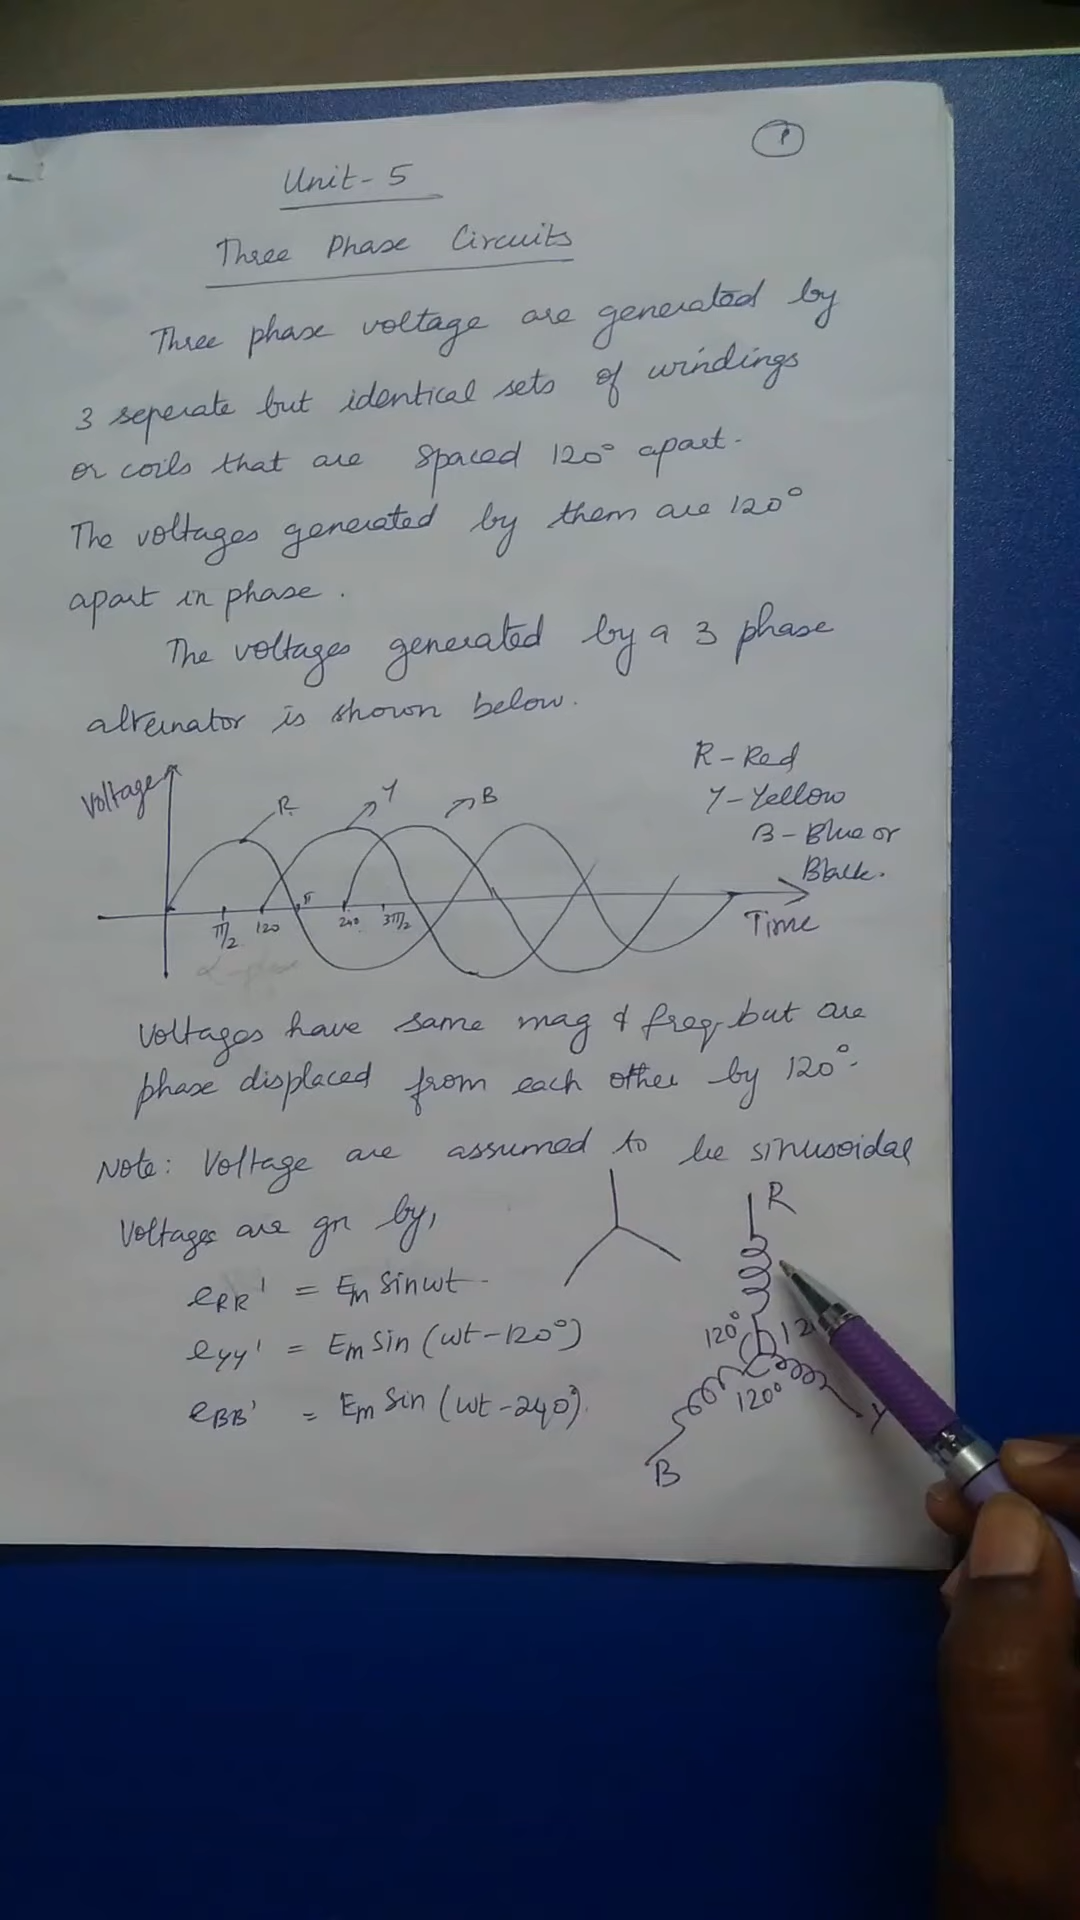 1
Unit-5
Three Phase Circuits
Three phase voltage are generated by
3 seperate but identical sets of windings
or coils that are spaced 120° apart.
The voltages generated by them are 120°
apart in phase.
The voltages generated by a 3 phase
alternator is shown below.
Voltage
R
Y
B
R-Red
Y-Yellow
B-Blue or
Black.
π/2
120
π
240
3π/2
Time
Voltages have same mag & freq. but are
phase displaced from each other by 120°.
Note: Voltage are assumed to be sinusoidal
Voltages are gn by,
eRR' = Em Sinwt
eYY' = Em Sin (wt-120°)
eBB' = Em Sin (wt-240°).
R
120°
120°
Y
B